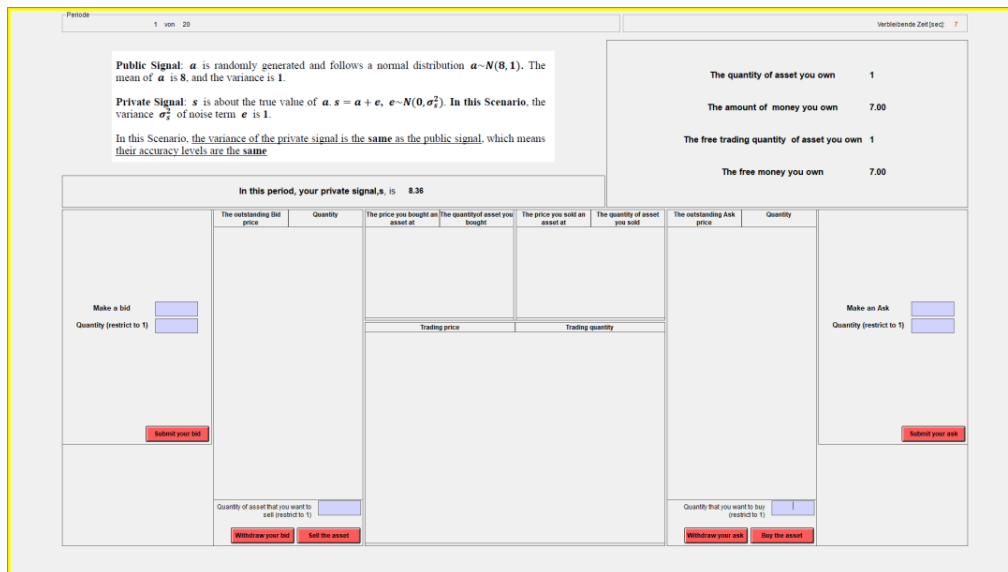 Periode
1 von 20
Verbleibende Zeit [sec]: 7
Public Signal: a is randomly generated and follows a normal distribution a~N(8, 1). The
mean of a is 8, and the variance is 1.
Private Signal: s is about the true value of a. s = a + e, e~N(0, σ²ₛ). In this Scenario, the
variance σ²ₛ of noise term e is 1.
In this Scenario, the variance of the private signal is the same as the public signal, which means
their accuracy levels are the same
The quantity of asset you own 1
The amount of money you own 7.00
The free trading quantity of asset you own 1
The free money you own 7.00
In this period, your private signal,s, is 8.36
The outstanding Bid
price
Quantity
The price you bought an
asset at
The quantityof asset you
bought
The price you sold an
asset at
The quantity of asset
you sold
The outstanding Ask
price
Quantity
Make a bid
Quantity (restrict to 1)
Submit your bid
Trading price
Trading quantity
Make an Ask
Quantity (restrict to 1)
Submit your ask
Quantity of asset that you want to
sell (restrict to 1)
Withdraw your bid
Sell the asset
Quantity that you want to buy
(restrict to 1)
Withdraw your ask
Buy the asset